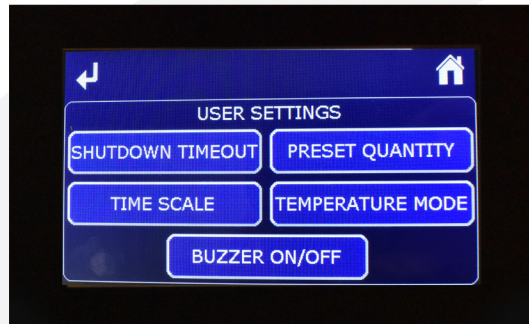 USER SETTINGS
SHUTDOWN TIMEOUT
PRESET QUANTITY
TIME SCALE
TEMPERATURE MODE
BUZZER ON/OFF